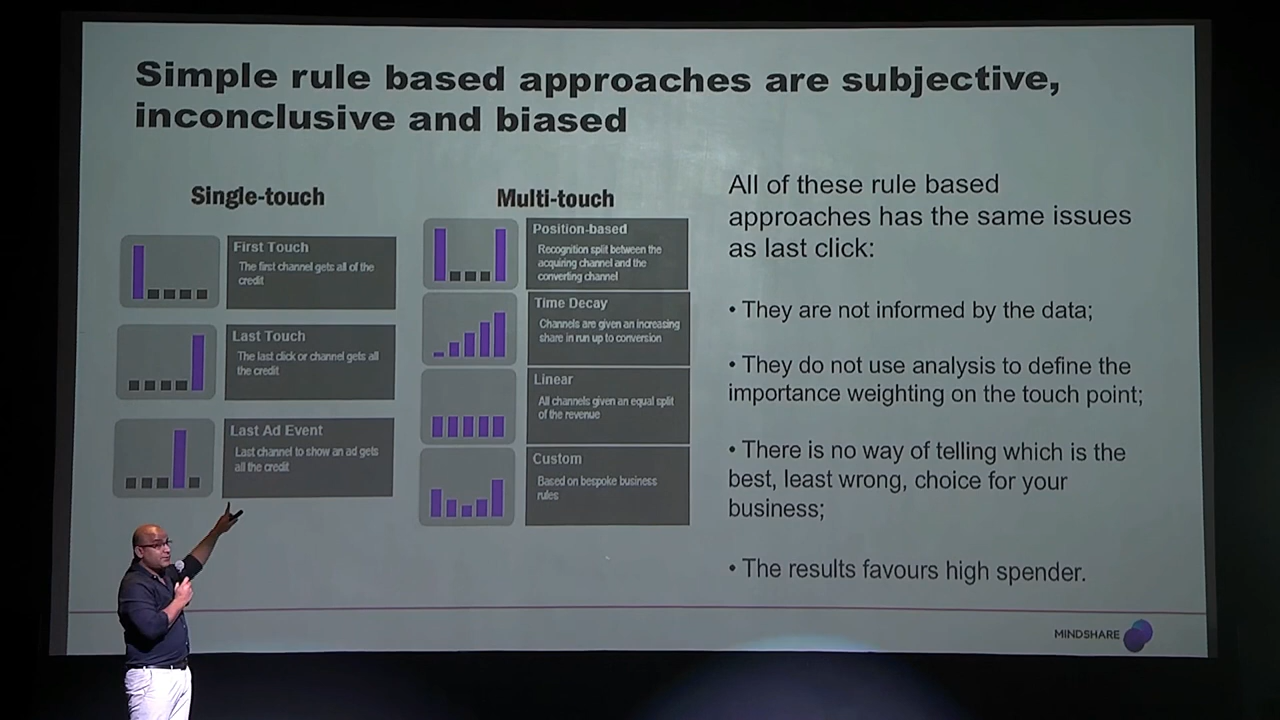 Simple rule based approaches are subjective,
inconclusive and biased
Single-touch
First Touch
The first channel gets all of the
credit
Last Touch
The last click or channel gets all
the credit
Last Ad Event
Last channel to show an ad gets
all the credit
Multi-touch
Position-based
Recognition split between the
acquiring channel and the
converting channel
Time Decay
Channels are given an increasing
share in run up to conversion
Linear
All channels given an equal split
of the revenue
Custom
Based on bespoke business
rules
All of these rule based
approaches has the same issues
as last click:
• They are not informed by the data;
• They do not use analysis to define the
importance weighting on the touch point;
• There is no way of telling which is the
best, least wrong, choice for your
business;
• The results favours high spender.
MINDSHARE